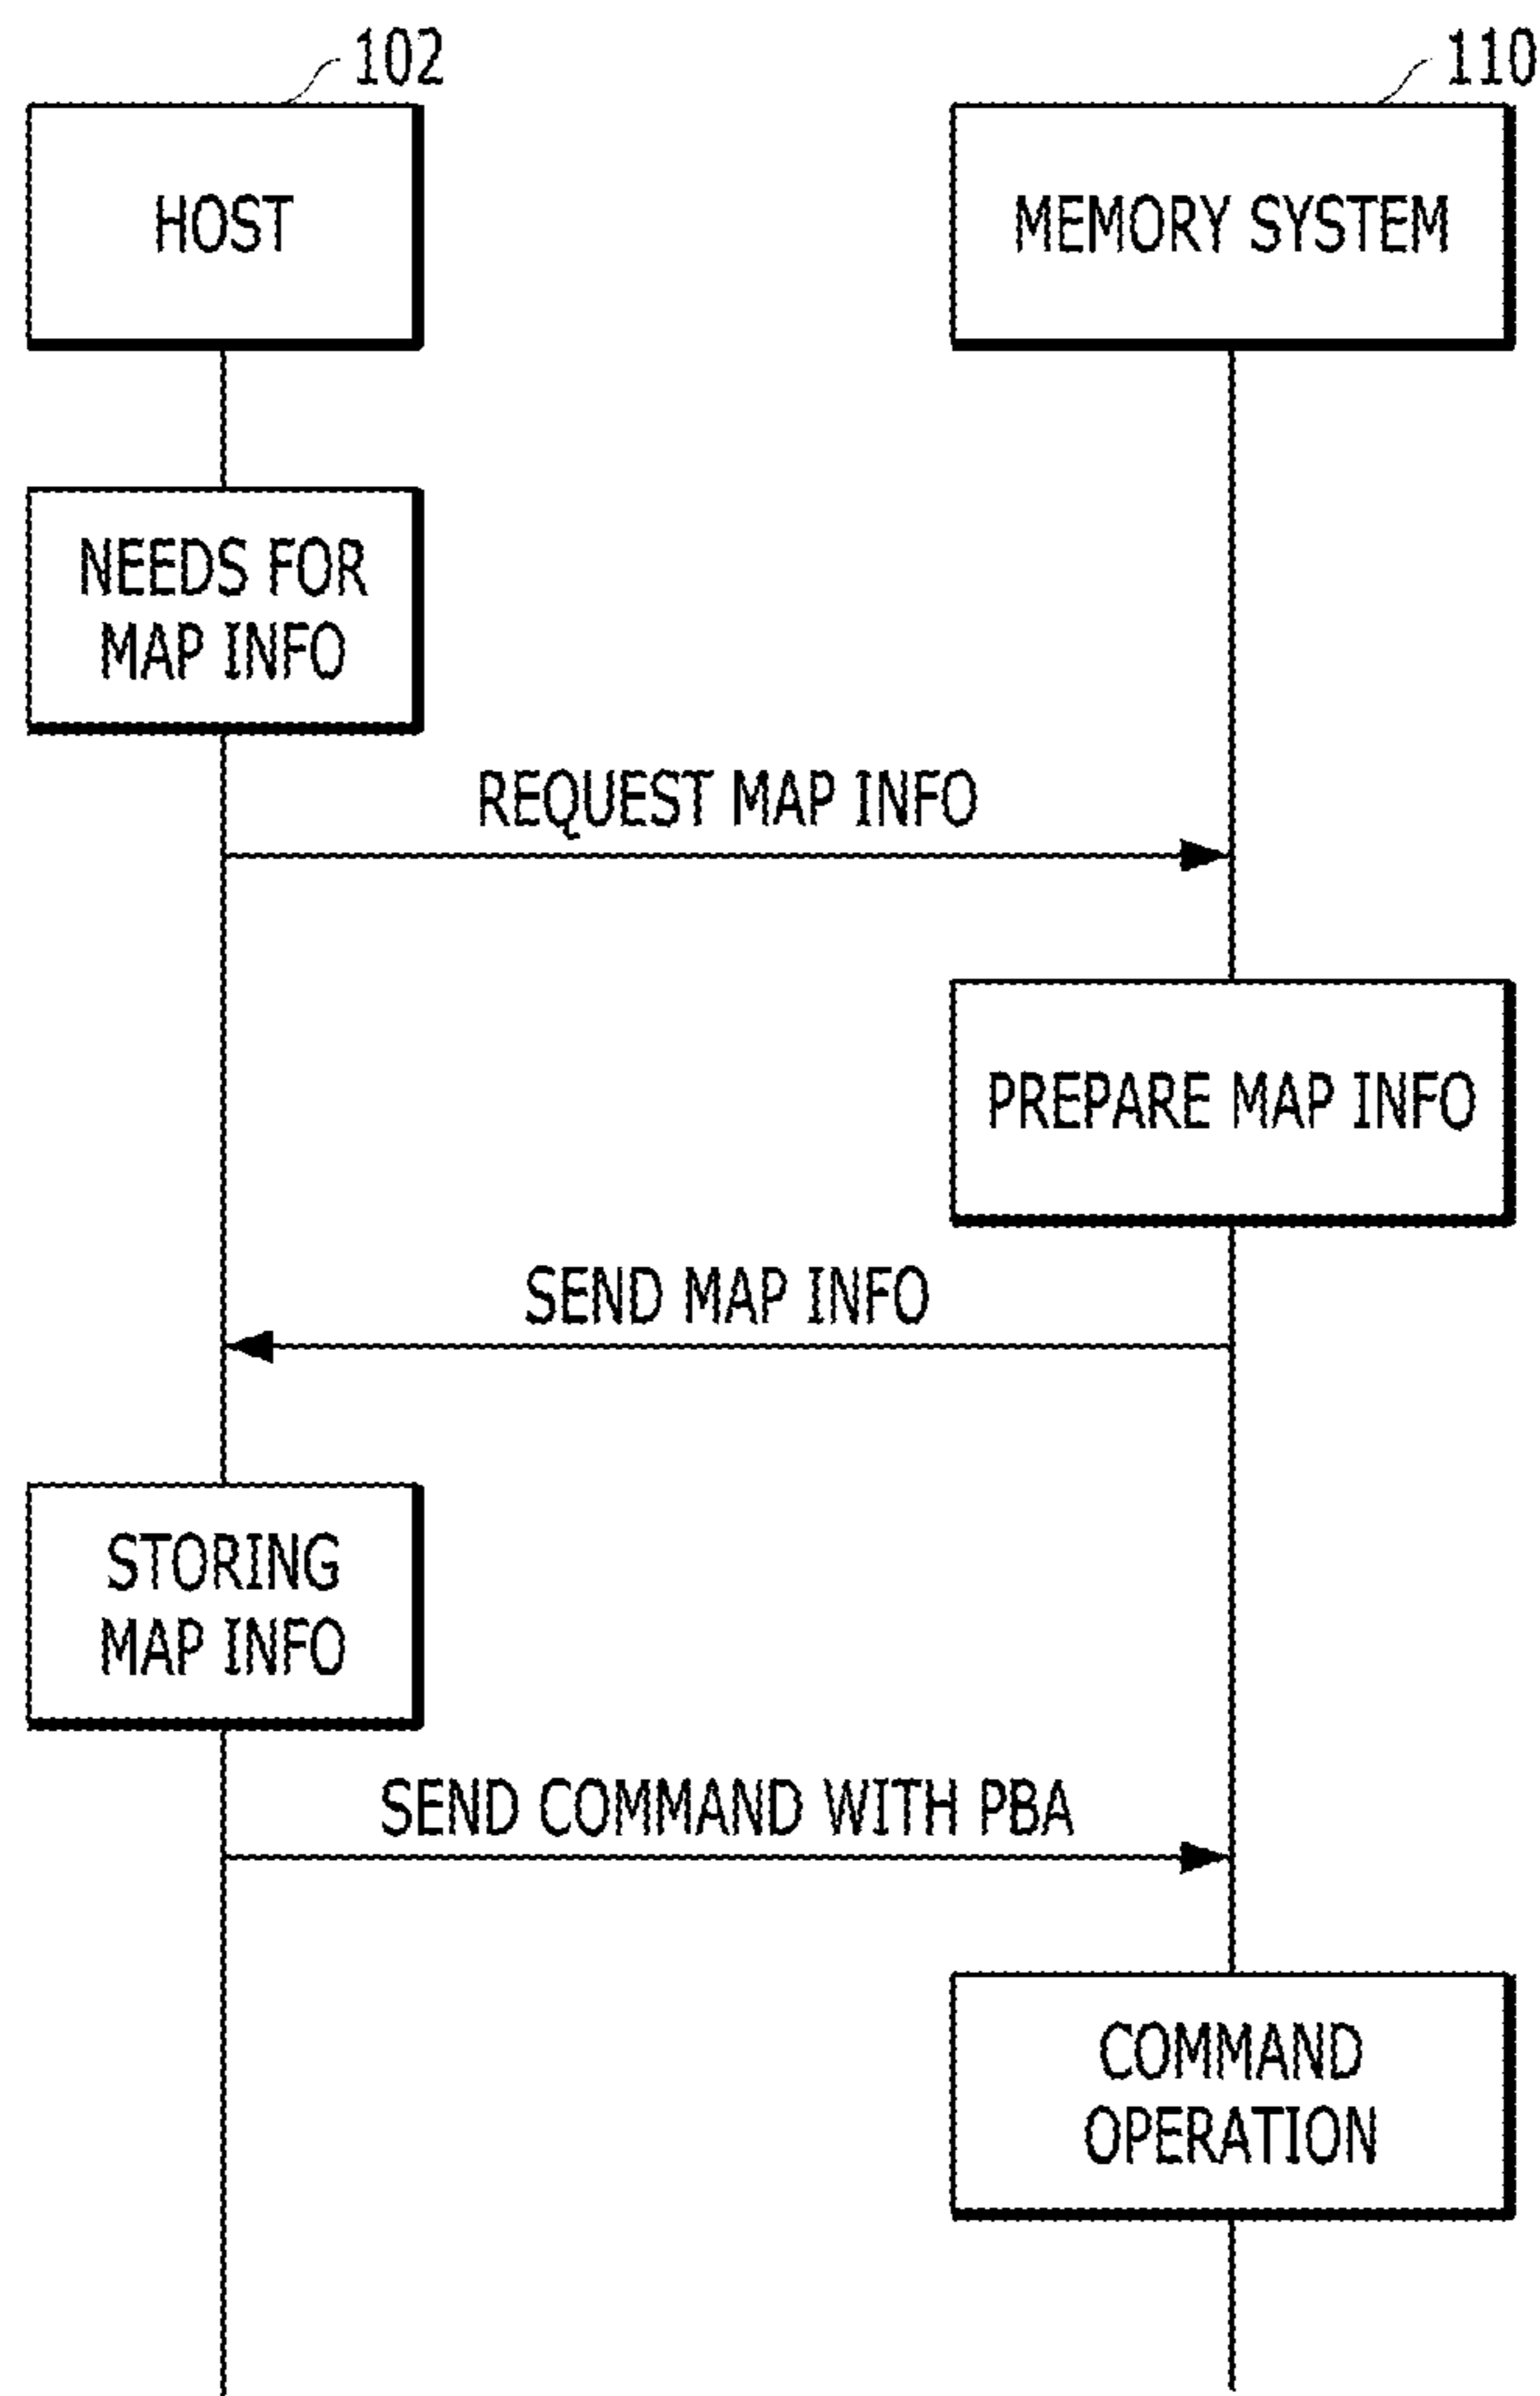 102
110
HOST
MEMORY SYSTEM
NEEDS FOR
MAP INFO
REQUEST MAP INFO
PREPARE MAP INFO
SEND MAP INFO
STORING
MAP INFO
SEND COMMAND WITH PBA
COMMAND
OPERATION